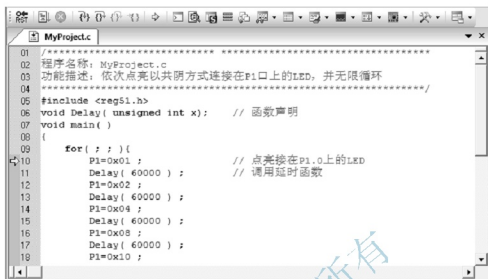 MyProject.c
01 /******************************* ****************************************
02 程序名称: MyProject.c
03 功能描述: 依次点亮以共阴方式连接在P1口上的LED, 并无限循环
04 ***********************************************************************/
05 #include <reg51.h>
06 void Delay( unsigned int x); // 函数声明
07 void main( )
08 {
09 for( ; ; ){
10 P1=0x01 ; // 点亮接在P1.0上的LED
11 Delay( 60000 ) ; // 调用延时函数
12 P1=0x02 ;
13 Delay( 60000 ) ;
14 P1=0x04 ;
15 Delay( 60000 ) ;
16 P1=0x08 ;
17 Delay( 60000 ) ;
18 P1=0x10 ;
所有